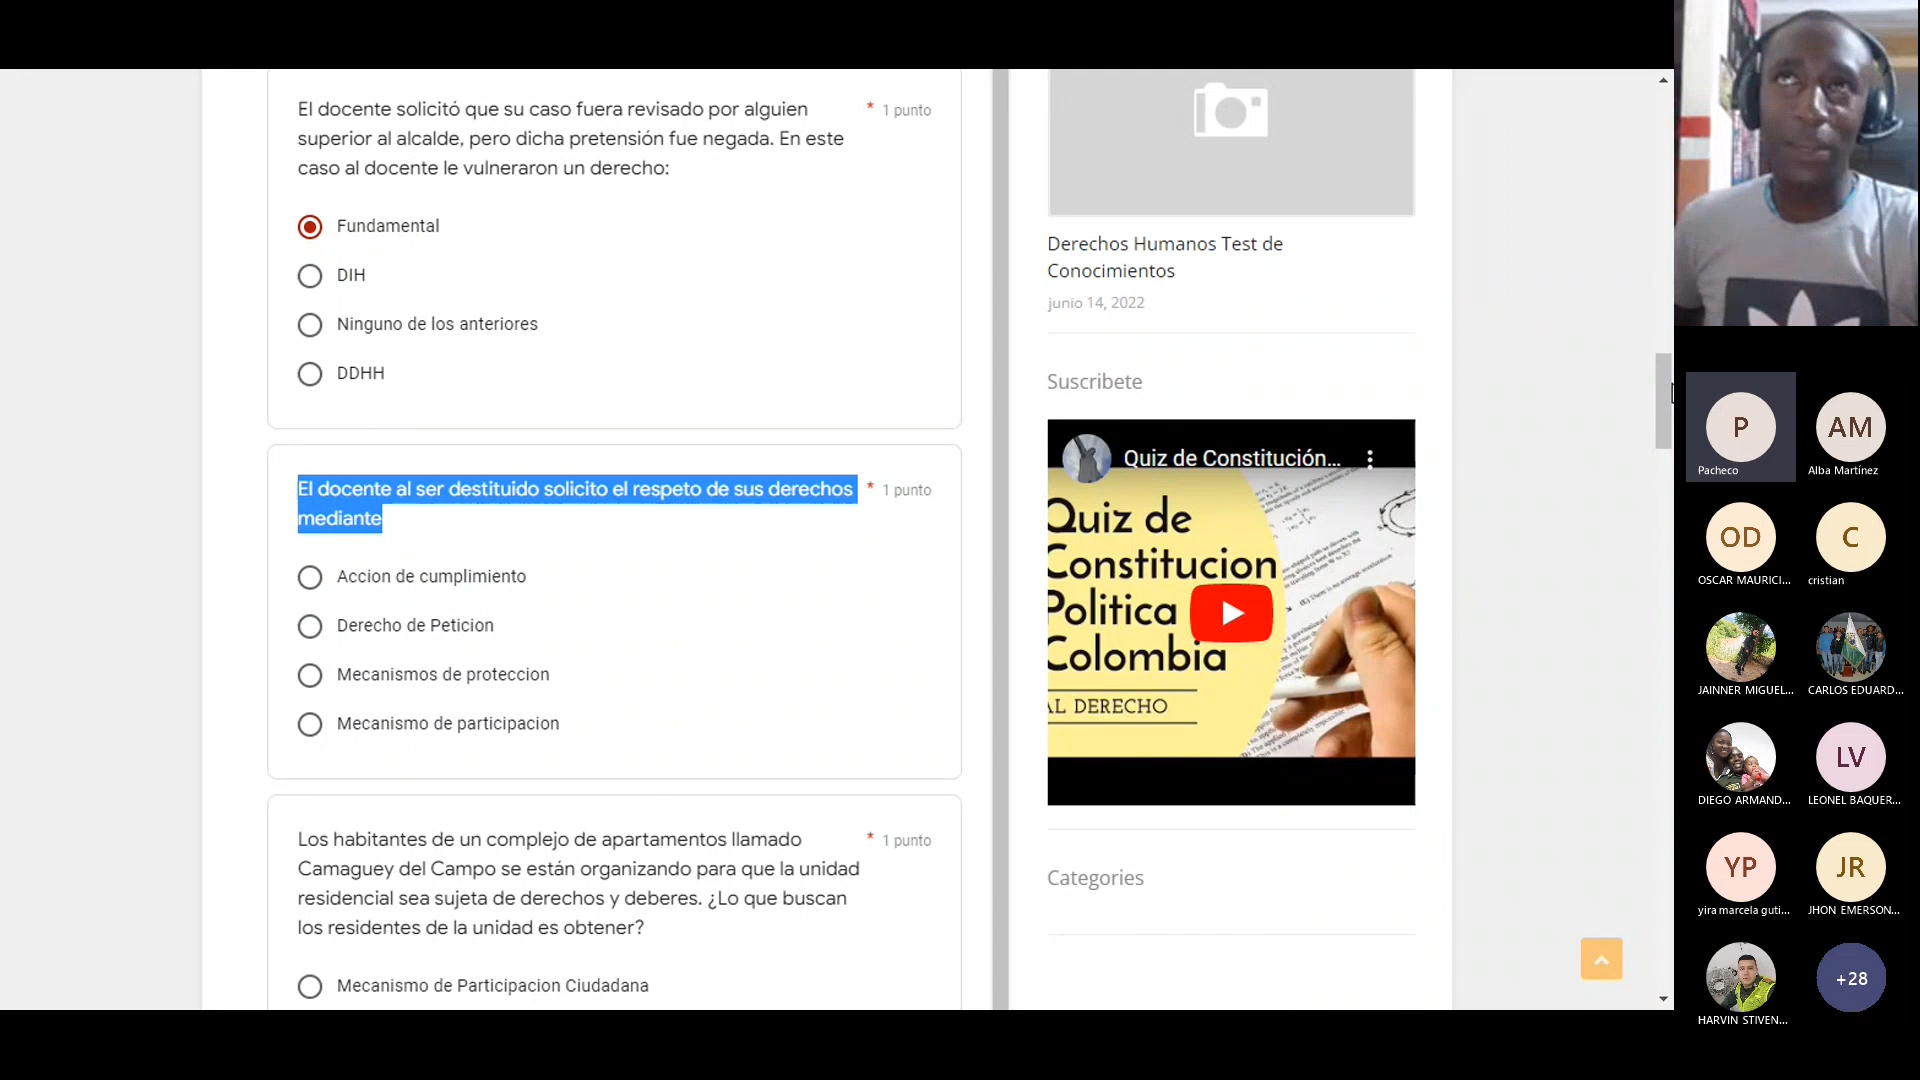 El docente solicitó que su caso fuera revisado por alguien
superior al alcalde, pero dicha pretensión fue negada. En este
caso al docente le vulneraron un derecho:
* 1 punto
Fundamental
DIH
Ninguno de los anteriores
DDHH
El docente al ser destituido solicito el respeto de sus derechos
mediante
* 1 punto
Accion de cumplimiento
Derecho de Peticion
Mecanismos de proteccion
Mecanismo de participacion
Los habitantes de un complejo de apartamentos llamado
Camaguey del Campo se están organizando para que la unidad
residencial sea sujeta de derechos y deberes. ¿Lo que buscan
los residentes de la unidad es obtener?
* 1 punto
Mecanismo de Participacion Ciudadana
Derechos Humanos Test de
Conocimientos
junio 14, 2022
Suscribete
Quiz de Constitución...
Quiz de
Constitucion
Politica
Colombia
AL DERECHO
Categories
P
Pacheco
AM
Alba Martínez
OD
OSCAR MAURICI...
C
cristian
JAINNER MIGUEL...
CARLOS EDUARD...
DIEGO ARMAND...
LV
LEONEL BAQUER...
YP
yira marcela guti...
JR
JHON EMERSON...
HARVIN STIVEN...
+28